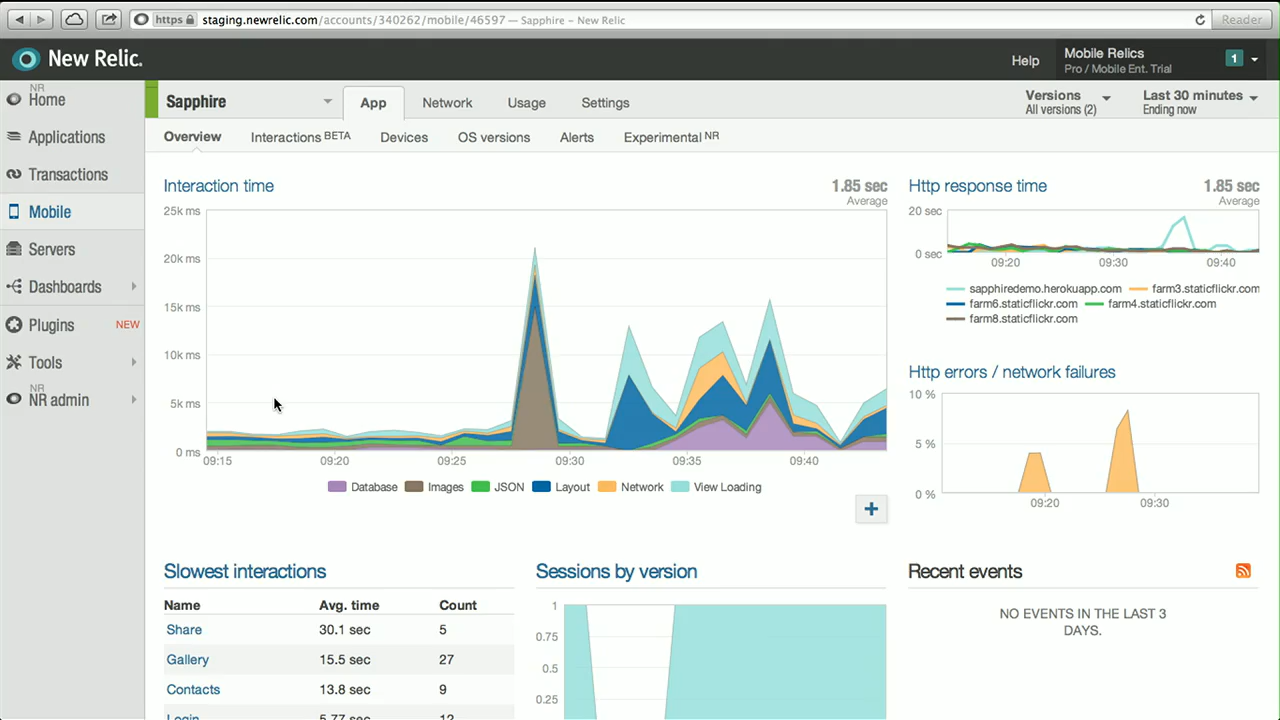 https staging.newrelic.com/accounts/340262/mobile/46597 — Sapphire – New Relic
Reader
New Relic.
Help
Mobile Relics
Pro / Mobile Ent. Trial
1
NR
Home
Applications
Transactions
Mobile
Servers
Dashboards
Plugins NEW
Tools
NR
NR admin
Sapphire
App
Network
Usage
Settings
Versions
All versions (2)
Last 30 minutes
Ending now
Overview
Interactions BETA
Devices
OS versions
Alerts
Experimental NR
Interaction time
1.85 sec
Average
25k ms
20k ms
15k ms
10k ms
5k ms
0 ms
09:15 09:20 09:25 09:30 09:35 09:40
Database Images JSON Layout Network View Loading
+
Http response time
1.85 sec
Average
20 sec
0 sec
09:20 09:30 09:40
sapphiredemo.herokuapp.com farm3.staticflickr.com
farm6.staticflickr.com farm4.staticflickr.com
farm8.staticflickr.com
Http errors / network failures
10 %
5 %
0 %
09:20 09:30
Slowest interactions
Name Avg. time Count
Share 30.1 sec 5
Gallery 15.5 sec 27
Contacts 13.8 sec 9
Login 5.77 sec 12
Sessions by version
1
0.75
0.5
0.25
Recent events
NO EVENTS IN THE LAST 3
DAYS.